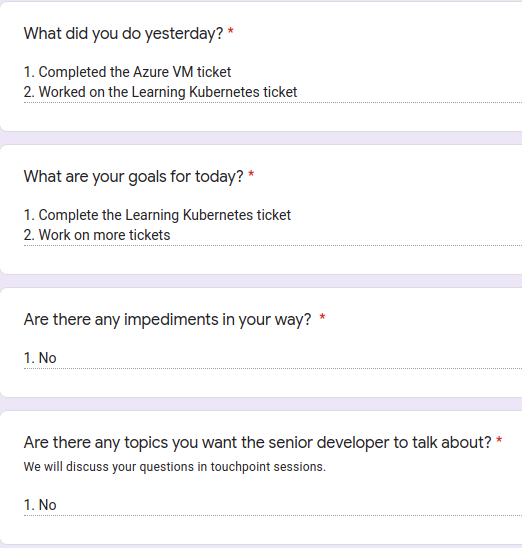 What did you do yesterday? *
1. Completed the Azure VM ticket
2. Worked on the Learning Kubernetes ticket
What are your goals for today? *
1. Complete the Learning Kubernetes ticket
2. Work on more tickets
Are there any impediments in your way? *
1. No
Are there any topics you want the senior developer to talk about? *
We will discuss your questions in touchpoint sessions.
1. No